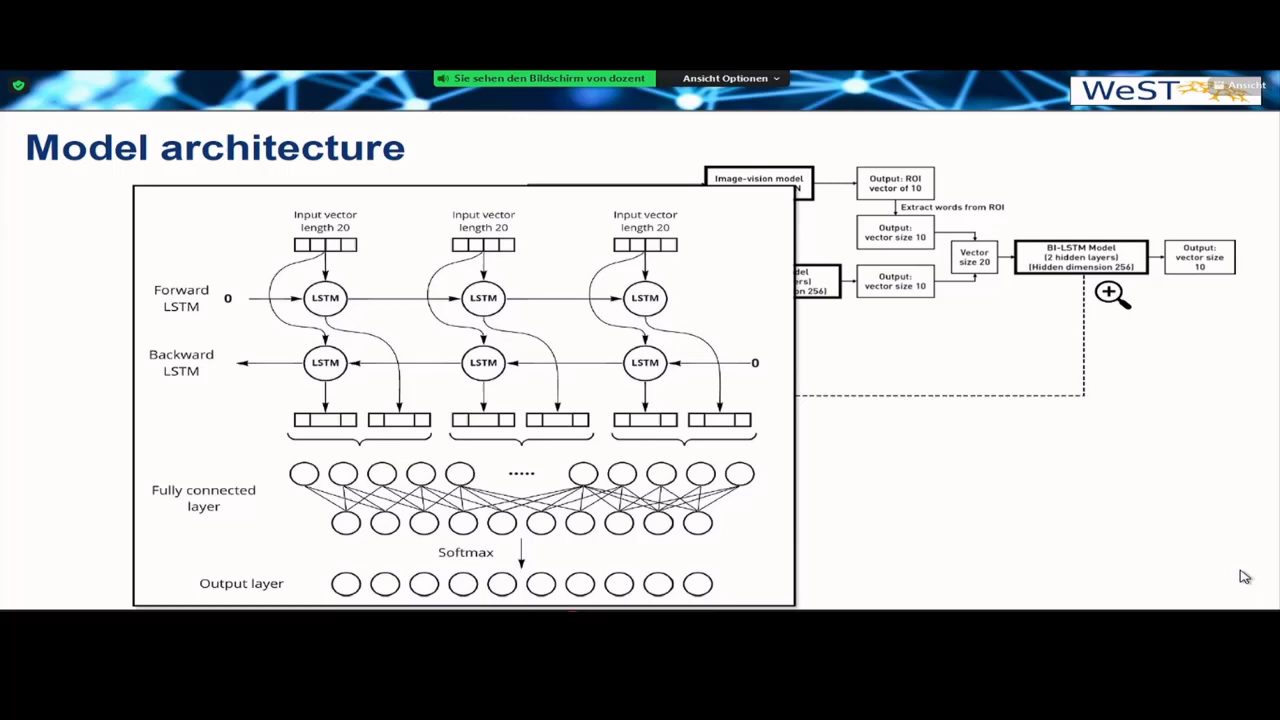 Sie sehen den Bildschirm von dozent
Ansicht Optionen
WeST
Ansicht
Model architecture
Image-vision model
N
Output: ROI
vector of 10
Extract words from ROI
Output:
vector size 10
Vector
size 20
BI-LSTM Model
(2 hidden layers)
(Hidden dimension 256)
Output:
vector size
10
Output:
vector size 10
Input vector
length 20
Input vector
length 20
Input vector
length 20
Forward
LSTM
0
LSTM
LSTM
LSTM
Backward
LSTM
LSTM
LSTM
LSTM
0
Fully connected
layer
.....
Softmax
Output layer